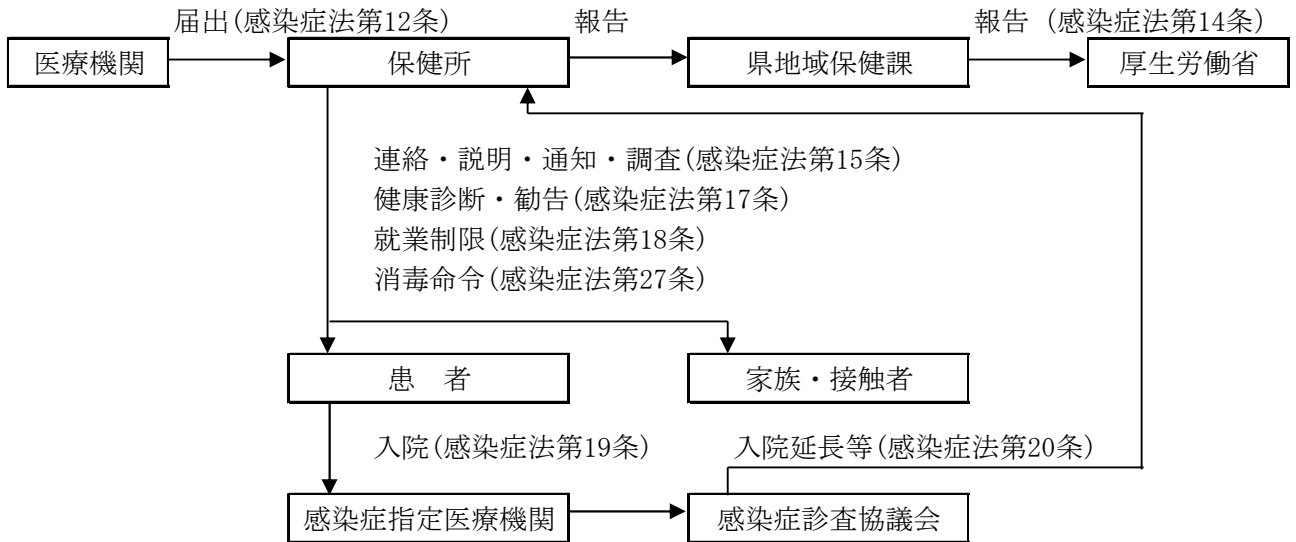 届出(感染症法第12条) 報告 報告 (感染症法第14条)
医療機関 保健所 県地域保健課 厚生労働省
連絡・説明・通知・調査(感染症法第15条)
健康診断・勧告(感染症法第17条)
就業制限(感染症法第18条)
消毒命令(感染症法第27条)
患 者 家族・接触者
入院(感染症法第19条) 入院延長等(感染症法第20条)
感染症指定医療機関 感染症診査協議会